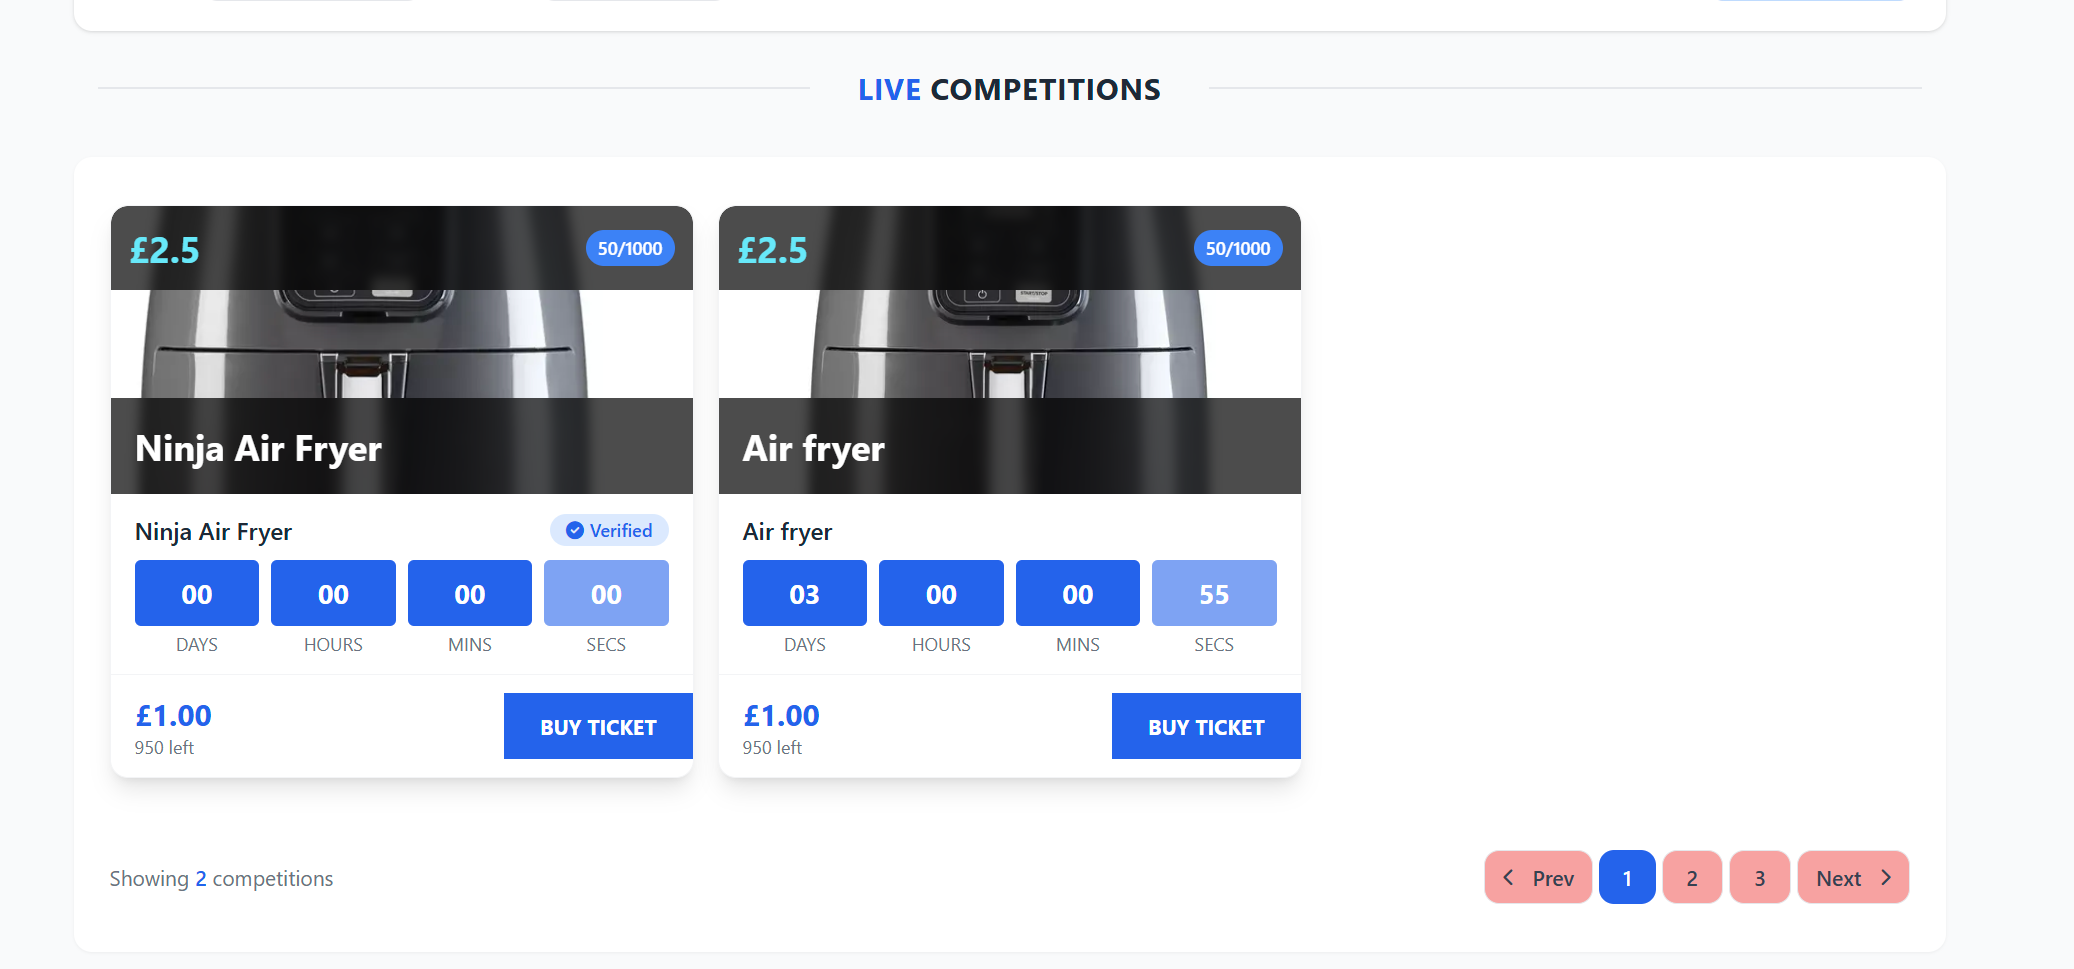 LIVE COMPETITIONS
£2.5
50/1000
Ninja Air Fryer
Ninja Air Fryer
Verified
00 00 00 00
DAYS HOURS MINS SECS
£1.00
950 left
BUY TICKET
£2.5
50/1000
START/STOP
Air fryer
Air fryer
03 00 00 55
DAYS HOURS MINS SECS
£1.00
950 left
BUY TICKET
Showing 2 competitions
Prev 1 2 3 Next